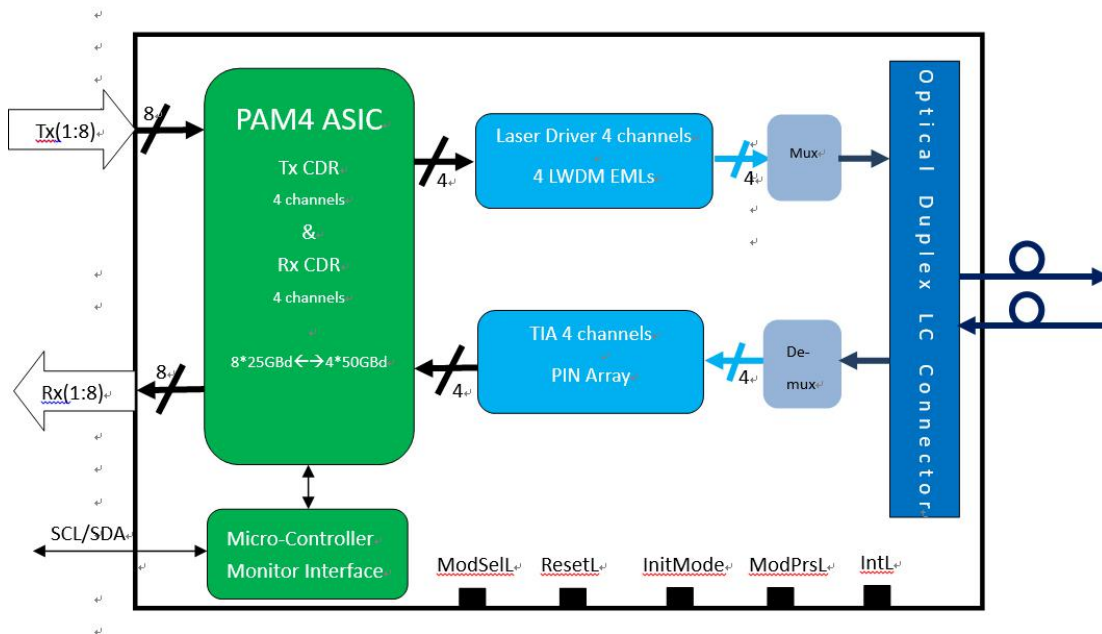 Tx(1:8)
8
PAM4 ASIC
Tx CDR
4 channels
&
Rx CDR
4 channels
8*25GBd←→4*50GBd
4
Laser Driver 4 channels
4 LWDM EMLs
4
Mux
Optical Duplex LC Connector
Rx(1:8)
8
4
TIA 4 channels
PIN Array
4
De-
mux
SCL/SDA
Micro-Controller
Monitor Interface
ModSelL
ResetL
InitMode
ModPrsL
IntL